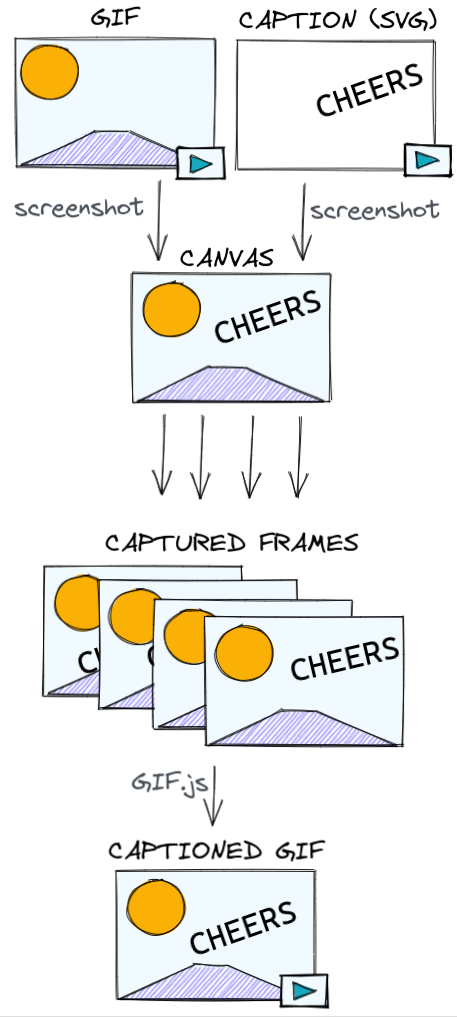 GIF
CAPTION (SVG)
CHEERS
screenshot
screenshot
CANVAS
CHEERS
CAPTURED FRAMES
CH
C
CHEERS
GIF.js
CAPTIONED GIF
CHEERS